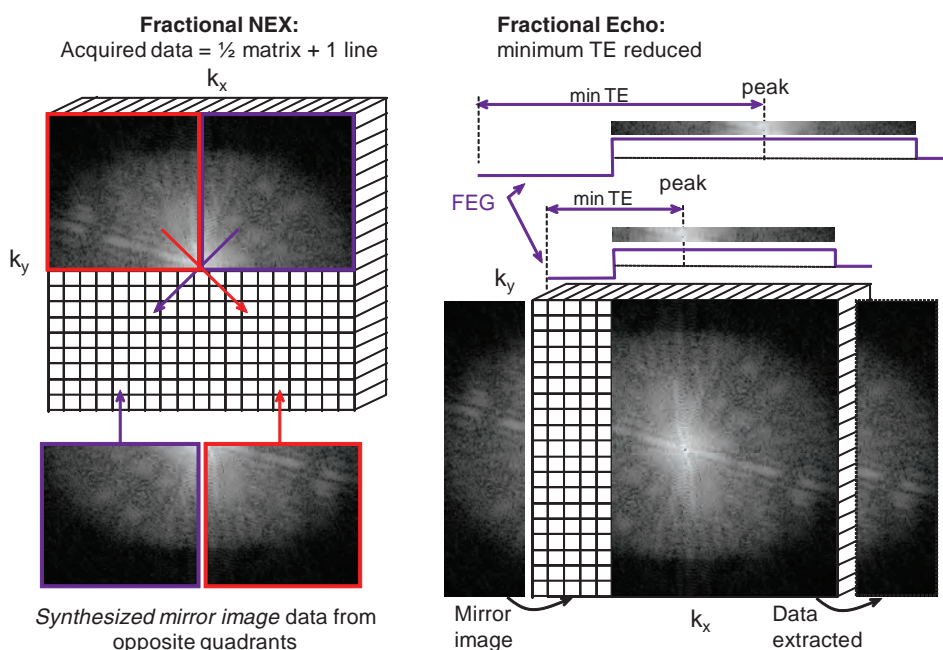 Fractional NEX:
Acquired data = ½ matrix + 1 line
kx
ky
Synthesized mirror image data from
opposite quadrants
Fractional Echo:
minimum TE reduced
min TE
peak
FEG
min TE
peak
ky
Mirror
image
kx
Data
extracted